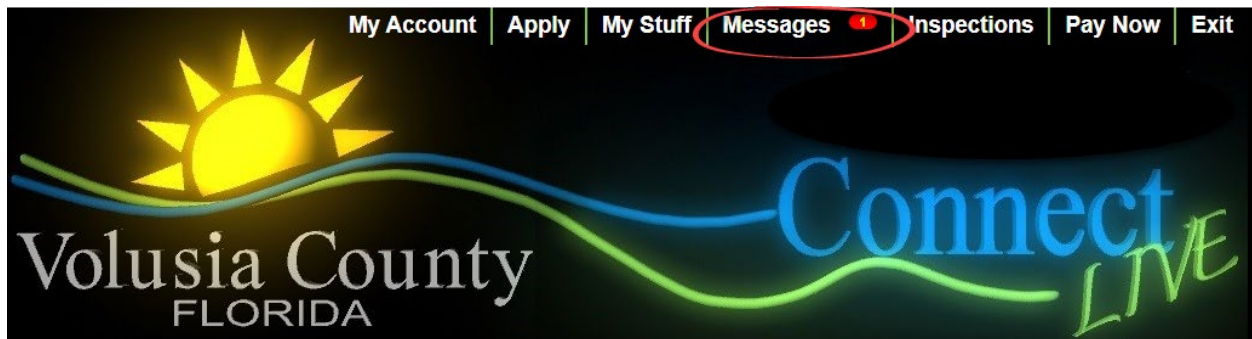 My Account Apply My Stuff Messages 1 Inspections Pay Now Exit
Connect
LIVE
Volusia County
FLORIDA